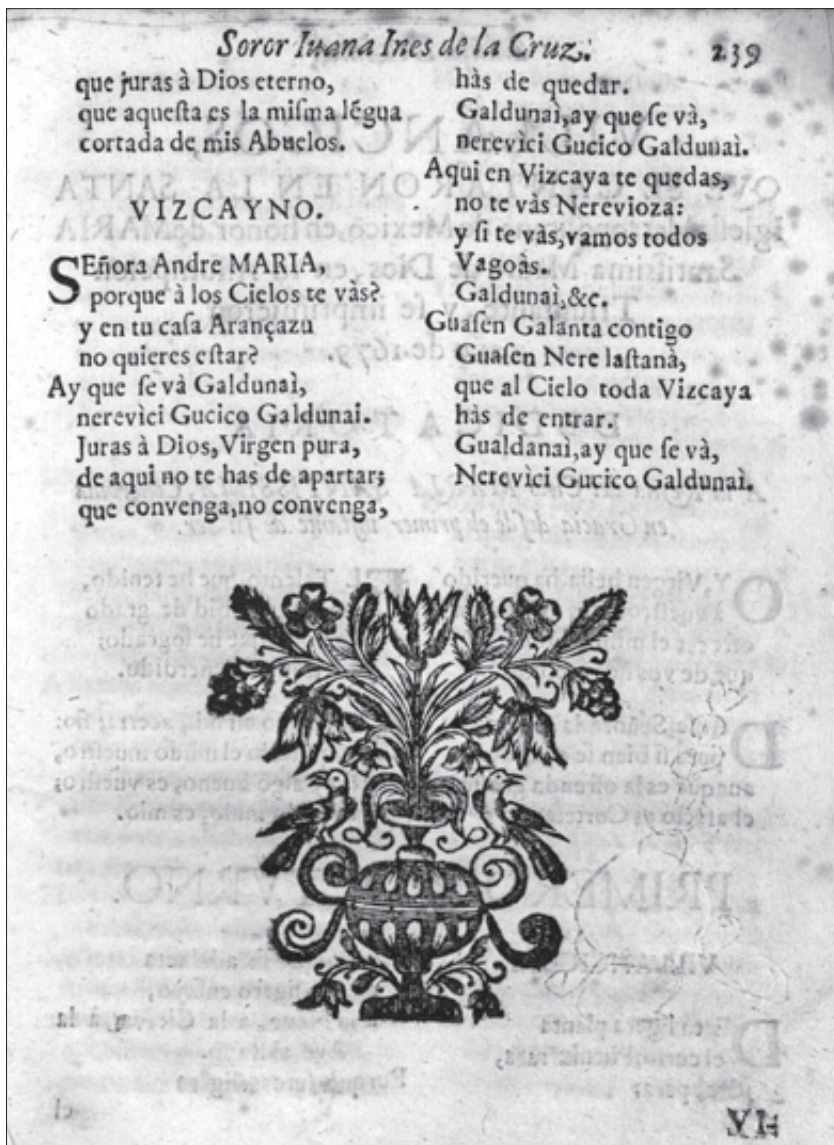 Soror Iuana Ines de la Cruz.
239
que juras à Dios eterno,
que aquesta es la misma légua
cortada de mis Abuelos.
VIZCAYNO.
SEñora Andre MARIA,
porque à los Cielos te vàs?
y en tu casa Arançazu
no quieres estar?
Ay que se và Galdunaì,
nerevìci Gucico Galdunai.
Juras à Dios, Virgen pura,
de aqui no te has de apartar;
que convenga, no convenga,
hàs de quedar.
Galdunaì, ay que se và,
nerevìci Gucico Galdunaì.
Aqui en Vizcaya te quedas,
no te vàs Nerevioza:
y si te vàs, vamos todos
Vagoàs.
Galdunaì, &c.
Guasen Galanta contigo
Guasen Nere lastanà,
que al Cielo toda Vizcaya
hàs de entrar.
Gualdanaì, ay que se và,
Nerevìci Gucico Galdunaì.